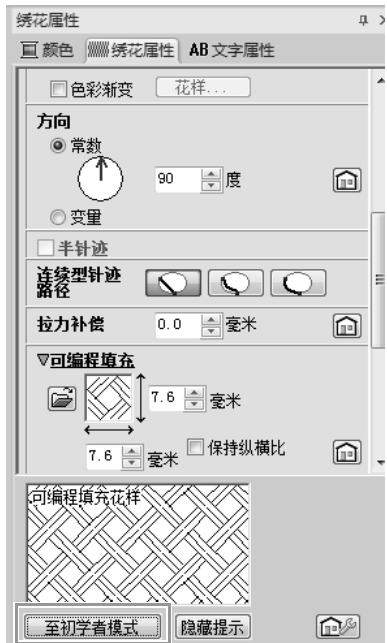 绣花属性
颜色 绣花属性 AB 文字属性
色彩渐变 花样...
方向
常数
90 度
变量
半针迹
连续型针迹
路径
拉力补偿 0.0 毫米
▽可编程填充
7.6 毫米
7.6 毫米 保持纵横比
可编程填充花样
至初学者模式 隐藏提示